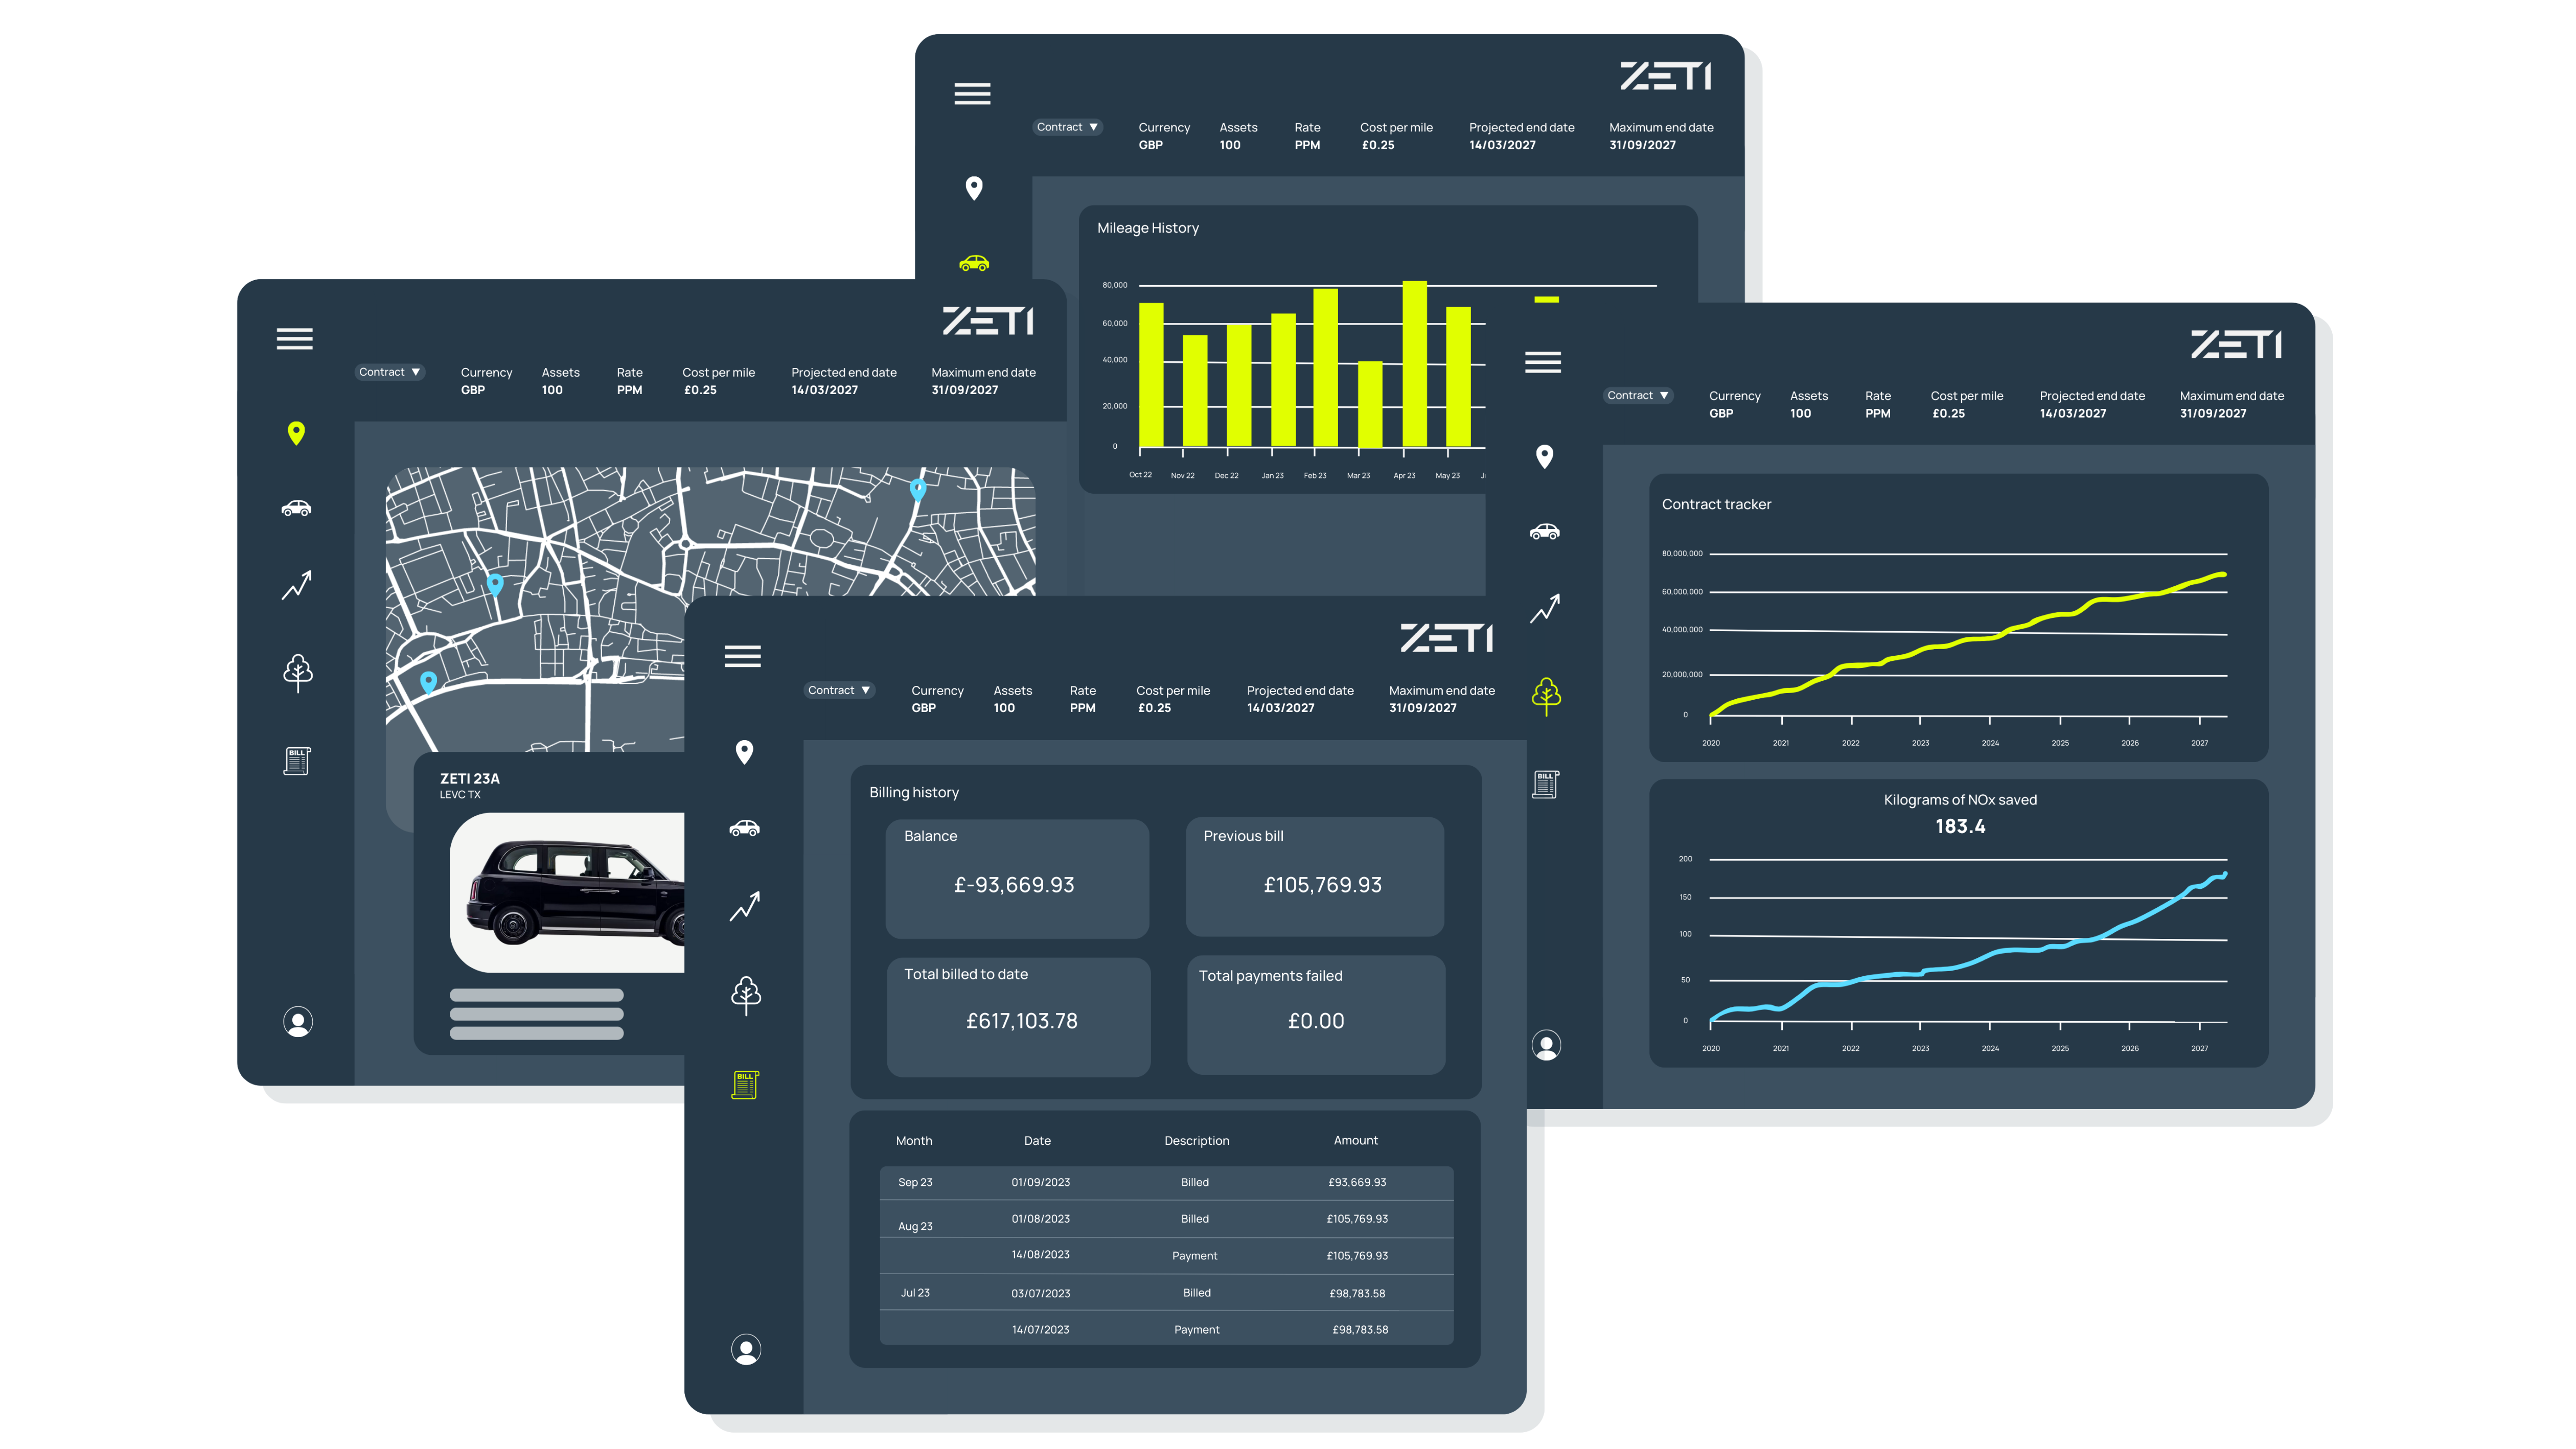 ZETI
Contract ▼ Currency Assets Rate Cost per mile Projected end date Maximum end date
GBP 100 PPM £0.25 14/03/2027 31/09/2027
Mileage History
80,000
60,000
40,000
20,000
0
Oct 22 Nov 22 Dec 22 Jan 23 Feb 23 Mar 23 Apr 23 May 23
ZETI
Contract ▼ Currency Assets Rate Cost per mile Projected end date Maximum end date
GBP 100 PPM £0.25 14/03/2027 31/09/2027
BILL
ZETI 23A
LEVC TX
ZETI
Contract ▼ Currency Assets Rate Cost per mile Projected end date Maximum end date
GBP 100 PPM £0.25 14/03/2027 31/09/2027
BILL
Contract tracker
80,000,000
60,000,000
40,000,000
20,000,000
0
2020 2021 2022 2023 2024 2025 2026 2027
Kilograms of NOx saved
183.4
200
150
100
50
0
2020 2021 2022 2023 2024 2025 2026 2027
ZETI
Contract ▼ Currency Assets Rate Cost per mile Projected end date Maximum end date
GBP 100 PPM £0.25 14/03/2027 31/09/2027
BILL
Billing history
Balance Previous bill
£-93,669.93 £105,769.93
Total billed to date Total payments failed
£617,103.78 £0.00
Month Date Description Amount
Sep 23 01/09/2023 Billed £93,669.93
Aug 23 01/08/2023 Billed £105,769.93
14/08/2023 Payment £105,769.93
Jul 23 03/07/2023 Billed £98,783.58
14/07/2023 Payment £98,783.58